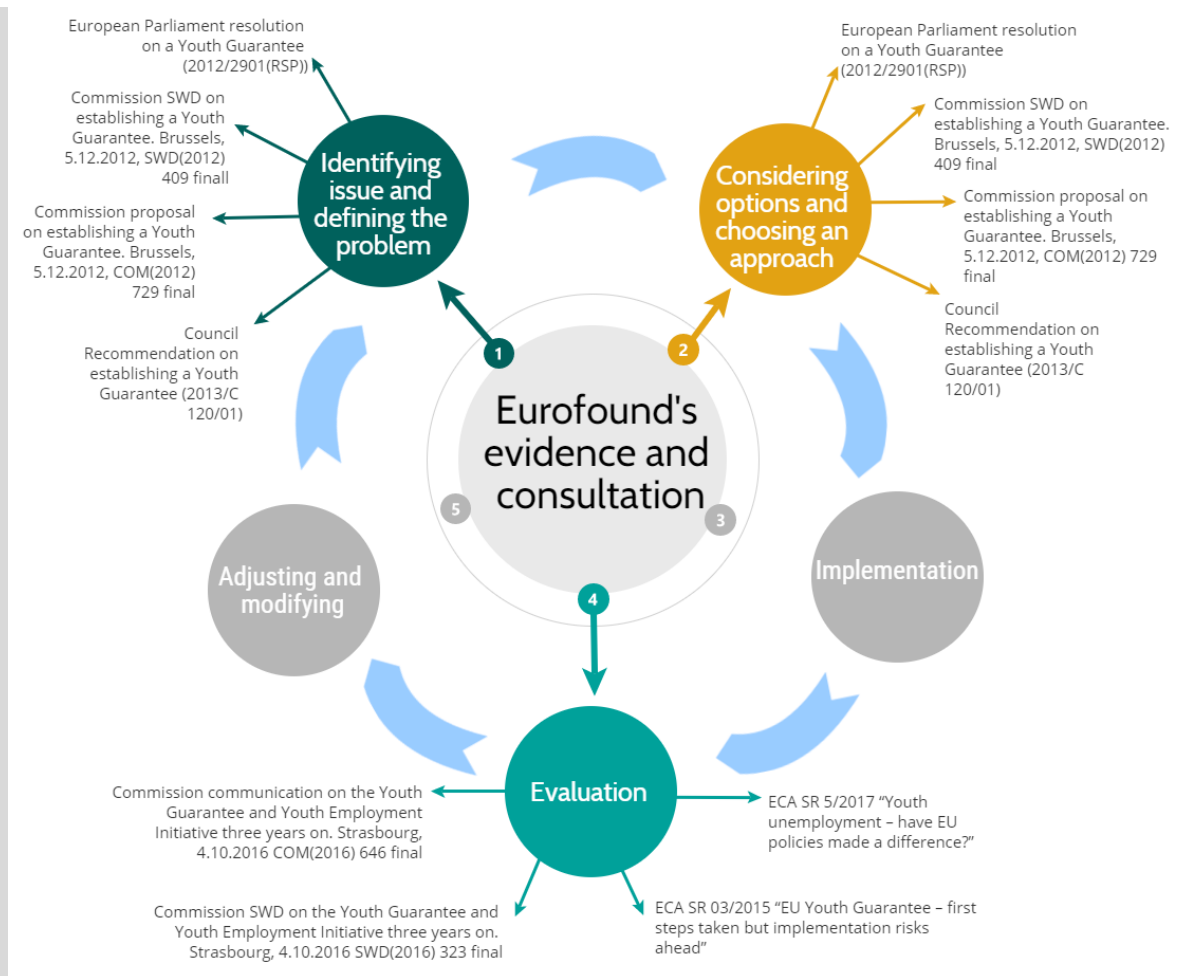 European Parliament resolution
on a Youth Guarantee
(2012/2901(RSP))
Commission SWD on
establishing a Youth
Guarantee. Brussels,
5.12.2012, SWD(2012)
409 finall
Commission proposal
on establishing a Youth
Guarantee. Brussels,
5.12.2012, COM(2012)
729 final
Council
Recommendation on
establishing a Youth
Guarantee (2013/C
120/01)
Identifying
issue and
defining the
problem
European Parliament resolution
on a Youth Guarantee
(2012/2901(RSP))
Commission SWD on
establishing a Youth Guarantee.
Brussels, 5.12.2012, SWD(2012)
409 final
Commission proposal on
establishing a Youth
Guarantee. Brussels,
5.12.2012, COM(2012) 729
final
Council
Recommendation on
establishing a Youth
Guarantee (2013/C
120/01)
Considering
options and
choosing an
approach
1
2
Eurofound's
evidence and
consultation
5
3
4
Adjusting and
modifying
Implementation
Evaluation
Commission communication on the Youth
Guarantee and Youth Employment
Initiative three years on. Strasbourg,
4.10.2016 COM(2016) 646 final
ECA SR 5/2017 “Youth
unemployment – have EU
policies made a difference?”
Commission SWD on the Youth Guarantee and
Youth Employment Initiative three years on.
Strasbourg, 4.10.2016 SWD(2016) 323 final
ECA SR 03/2015 “EU Youth Guarantee – first
steps taken but implementation risks
ahead”